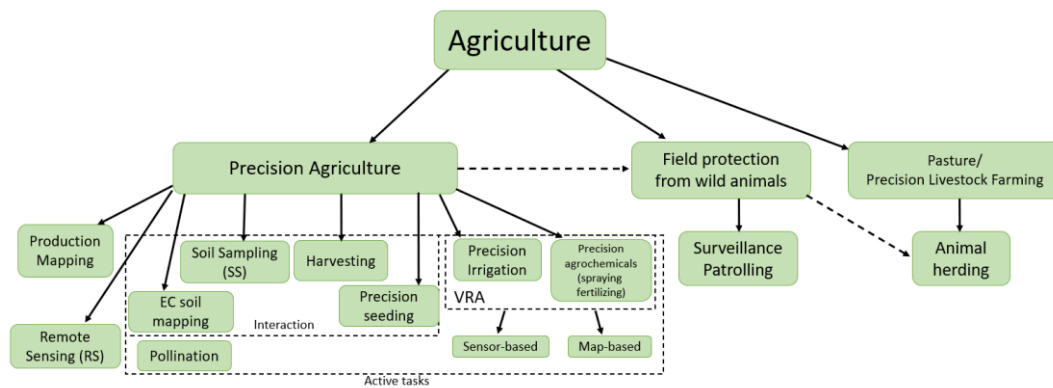 Agriculture
Precision Agriculture
Field protection
from wild animals
Pasture/
Precision Livestock Farming
Production
Mapping
Soil Sampling
(SS)
Harvesting
Precision
Irrigation
Precision
agrochemicals
(spraying
fertilizing)
Surveillance
Patrolling
Animal
herding
EC soil
mapping
Interaction
Precision
seeding
VRA
Remote
Sensing (RS)
Pollination
Sensor-based
Map-based
Active tasks